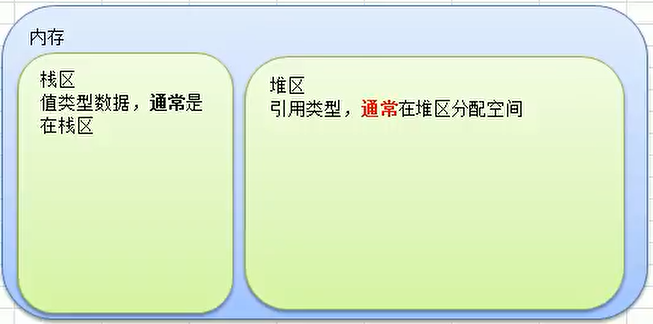 内存
栈区
值类型数据，通常是
在栈区
堆区
引用类型，通常在堆区分配空间